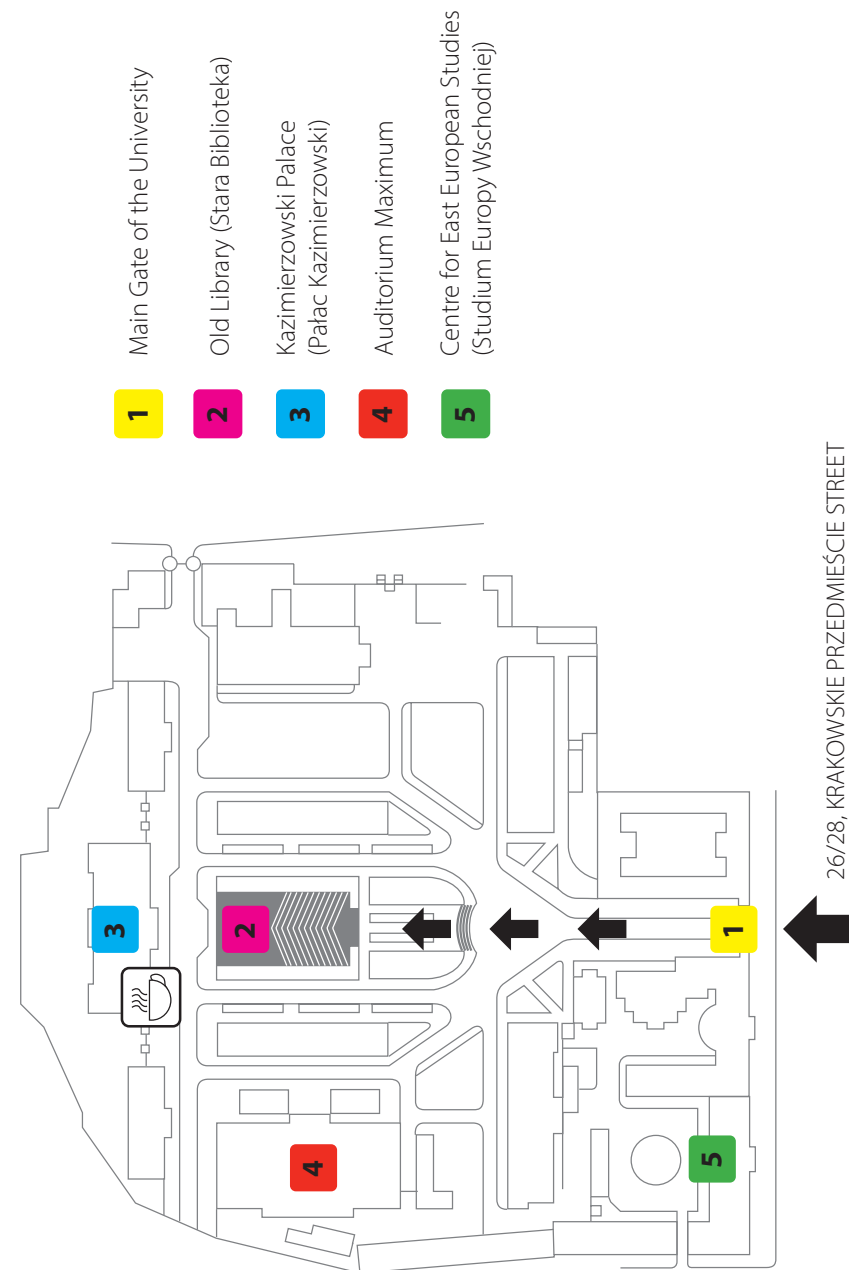 1
Main Gate of the University
2
Old Library (Stara Biblioteka)
3
Kazimierzowski Palace
(Pałac Kazimierzowski)
4
Auditorium Maximum
5
Centre for East European Studies
(Studium Europy Wschodniej)
3
2
4
1
5
26/28, KRAKOWSKIE PRZEDMIEŚCIE STREET